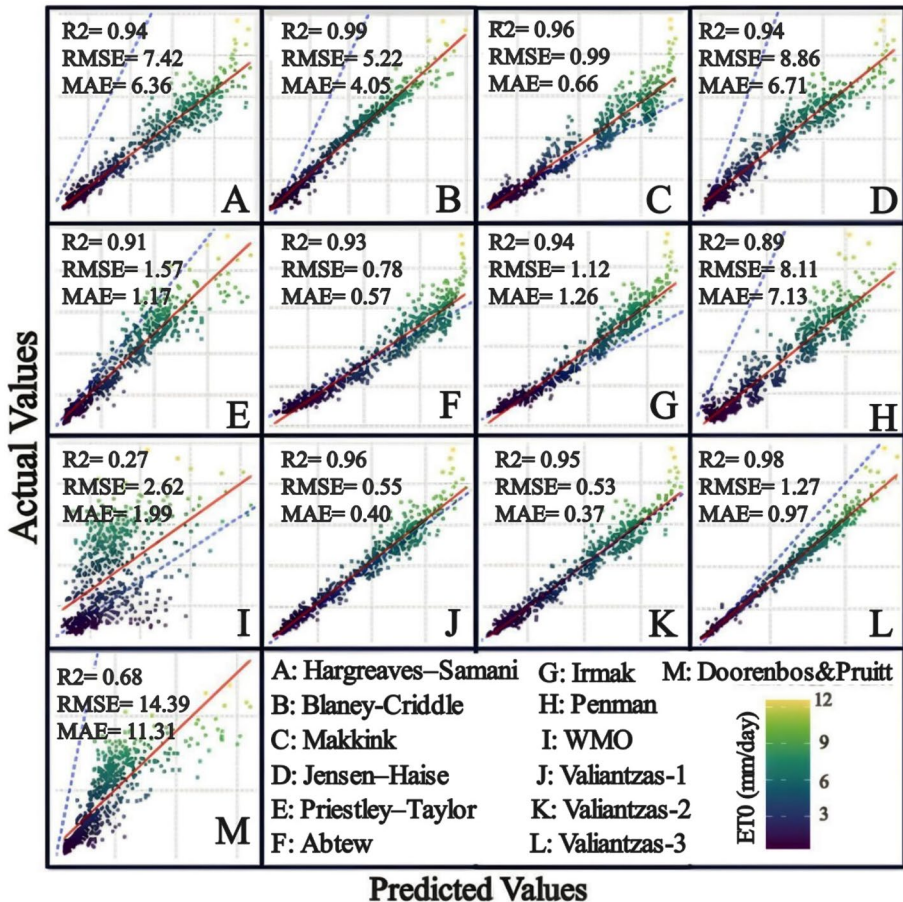 Actual Values
R2= 0.94
RMSE= 7.42
MAE= 6.36
A
R2= 0.99
RMSE= 5.22
MAE= 4.05
B
R2= 0.96
RMSE= 0.99
MAE= 0.66
C
R2= 0.94
RMSE= 8.86
MAE= 6.71
D
R2= 0.91
RMSE= 1.57
MAE= 1.17
E
R2= 0.93
RMSE= 0.78
MAE= 0.57
F
R2= 0.94
RMSE= 1.12
MAE= 1.26
G
R2= 0.89
RMSE= 8.11
MAE= 7.13
H
R2= 0.27
RMSE= 2.62
MAE= 1.99
I
R2= 0.96
RMSE= 0.55
MAE= 0.40
J
R2= 0.95
RMSE= 0.53
MAE= 0.37
K
R2= 0.98
RMSE= 1.27
MAE= 0.97
L
R2= 0.68
RMSE= 14.39
MAE= 11.31
M
A: Hargreaves–Samani
B: Blaney-Criddle
C: Makkink
D: Jensen–Haise
E: Priestley–Taylor
F: Abtew
G: Irmak
H: Penman
I: WMO
J: Valiantzas-1
K: Valiantzas-2
L: Valiantzas-3
M: Doorenbos&Pruitt
ET0 (mm/day)
12
9
6
3
Predicted Values